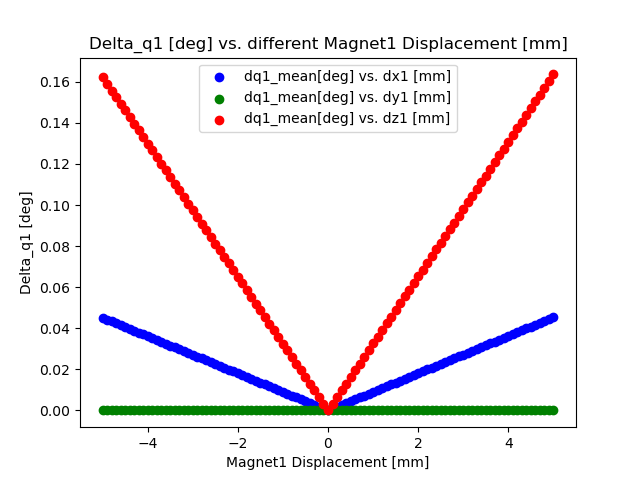 Delta_q1 [deg] vs. different Magnet1 Displacement [mm]
dq1_mean[deg] vs. dx1 [mm]
dq1_mean[deg] vs. dy1 [mm]
dq1_mean[deg] vs. dz1 [mm]
Delta_q1 [deg]
0.16
0.14
0.12
0.10
0.08
0.06
0.04
0.02
0.00
−4
−2
0
2
4
Magnet1 Displacement [mm]